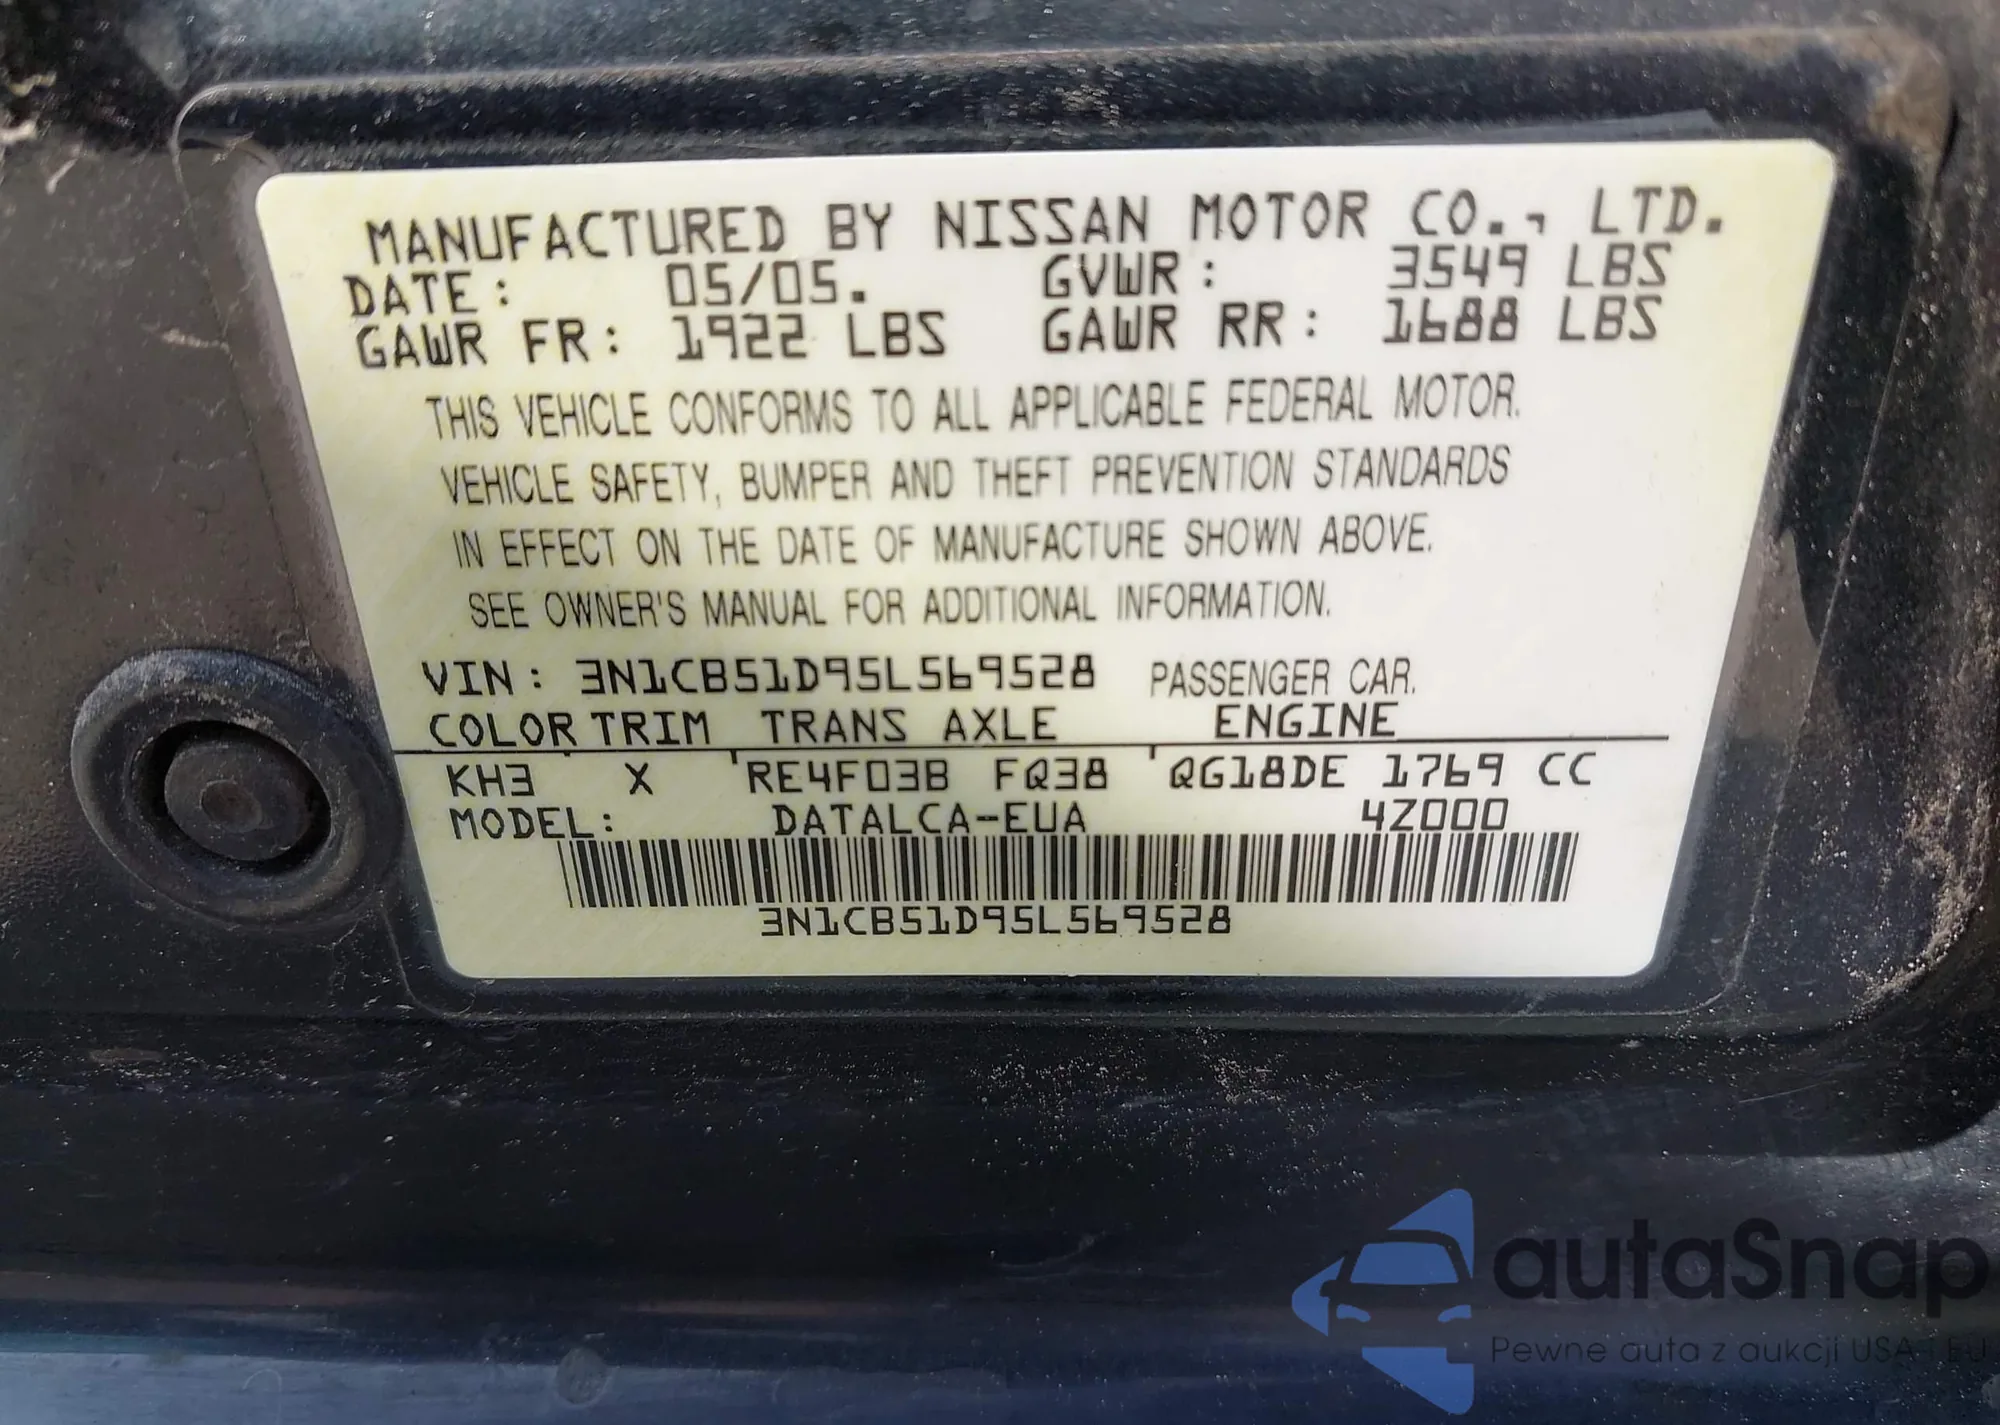 MANUFACTURED BY NISSAN MOTOR CO., LTD.
DATE: 05/05. GVWR: 3549 LBS
GAWR FR: 1922 LBS GAWR RR: 1688 LBS
THIS VEHICLE CONFORMS TO ALL APPLICABLE FEDERAL MOTOR.
VEHICLE SAFETY, BUMPER AND THEFT PREVENTION STANDARDS
IN EFFECT ON THE DATE OF MANUFACTURE SHOWN ABOVE.
SEE OWNER'S MANUAL FOR ADDITIONAL INFORMATION.
VIN: 3N1CB51D95L569528 PASSENGER CAR.
COLOR TRIM TRANS AXLE ENGINE
KH3 X RE4F03B FQ38 QG18DE 1769 CC
MODEL: DATALCA-EUA 4Z000
3N1CB51D95L569528
autaSnap
Pewne auta z aukcji USA i EU